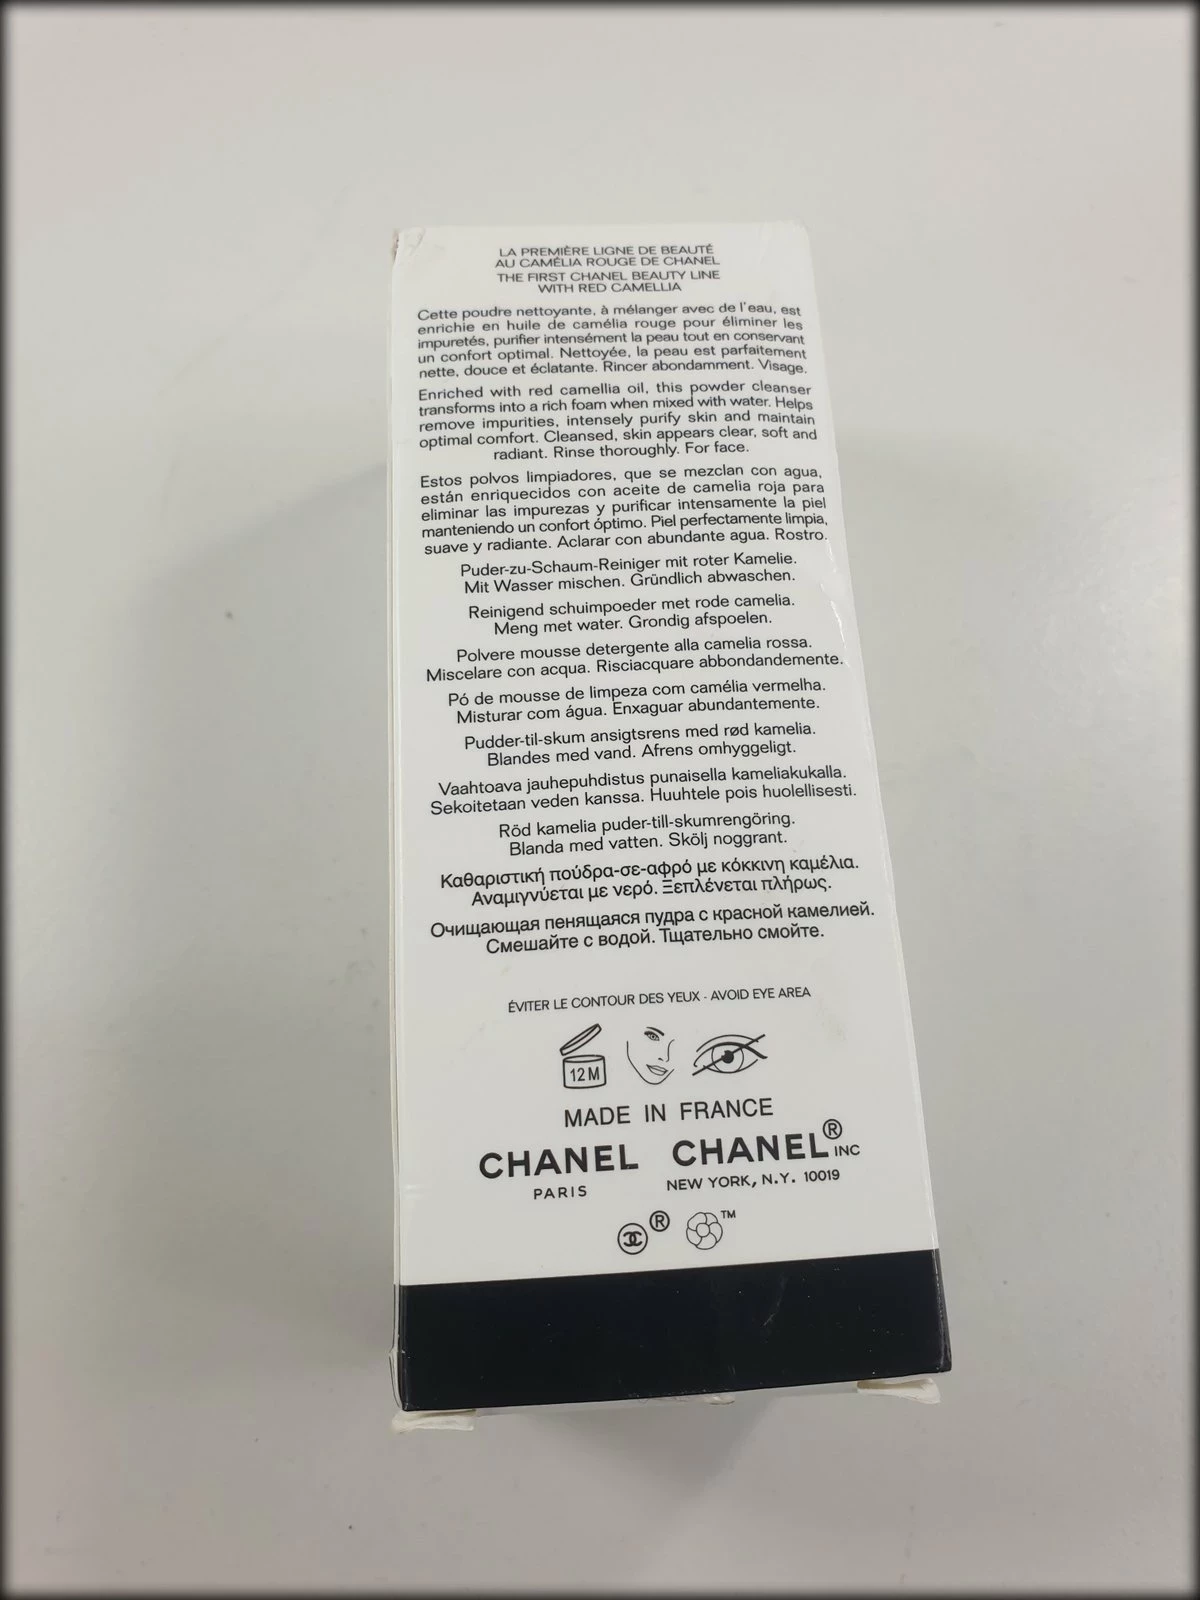 LA PREMIÈRE LIGNE DE BEAUTÉ
AU CAMÉLIA ROUGE DE CHANEL
THE FIRST CHANEL BEAUTY LINE
WITH RED CAMELLIA
Cette poudre nettoyante, à mélanger avec de l'eau, est
enrichie en huile de camélia rouge pour éliminer les
impuretés, purifier intensément la peau tout en conservant
un confort optimal. Nettoyée, la peau est parfaitement
nette, douce et éclatante. Rincer abondamment. Visage.
Enriched with red camellia oil, this powder cleanser
transforms into a rich foam when mixed with water. Helps
remove impurities, intensely purify skin and maintain
optimal comfort. Cleansed, skin appears clear, soft and
radiant. Rinse thoroughly. For face.
Estos polvos limpiadores, que se mezclan con agua,
están enriquecidos con aceite de camelia roja para
eliminar las impurezas y purificar intensamente la piel
manteniendo un confort óptimo. Piel perfectamente limpia,
suave y radiante. Aclarar con abundante agua. Rostro.
Puder-zu-Schaum-Reiniger mit roter Kamelie.
Mit Wasser mischen. Gründlich abwaschen.
Reinigend schuimpoeder met rode camelia.
Meng met water. Grondig afspoelen.
Polvere mousse detergente alla camelia rossa.
Miscelare con acqua. Risciacquare abbondandemente.
Pó de mousse de limpeza com camélia vermelha.
Misturar com água. Enxaguar abundantemente.
Pudder-til-skum ansigtsrens med rød kamelia.
Blandes med vand. Afrens omhyggeligt.
Vaahtoava jauhepuhdistus punaisella kameliakukalla.
Sekoitetaan veden kanssa. Huuhtele pois huolellisesti.
Röd kamelia puder-till-skumrengöring.
Blanda med vatten. Skölj noggrant.
Καθαριστική πούδρα-σε-αφρό με κόκκινη καμέλια.
Αναμιγνύεται με νερό. Ξεπλένεται πλήρως.
Очищающая пенящаяся пудра с красной камелией.
Смешайте с водой. Тщательно смойте.
ÉVITER LE CONTOUR DES YEUX - AVOID EYE AREA
12 M
MADE IN FRANCE
CHANEL CHANEL® INC
PARIS NEW YORK, N.Y. 10019
® ™